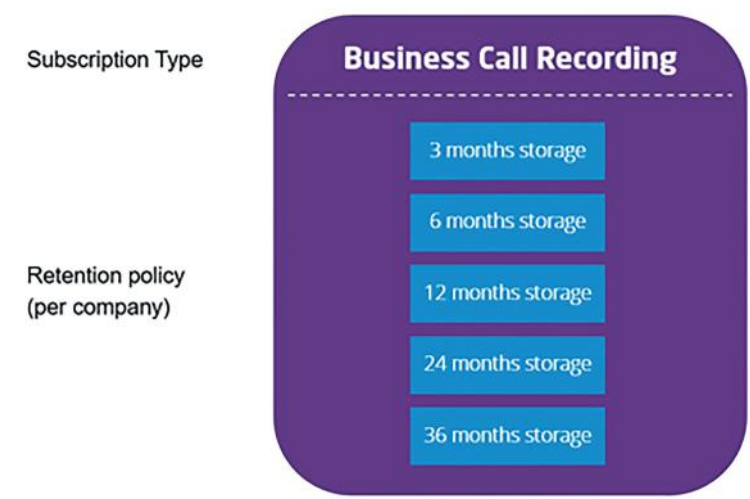 Subscription Type
Business Call Recording
3 months storage
6 months storage
Retention policy
(per company)
12 months storage
24 months storage
36 months storage